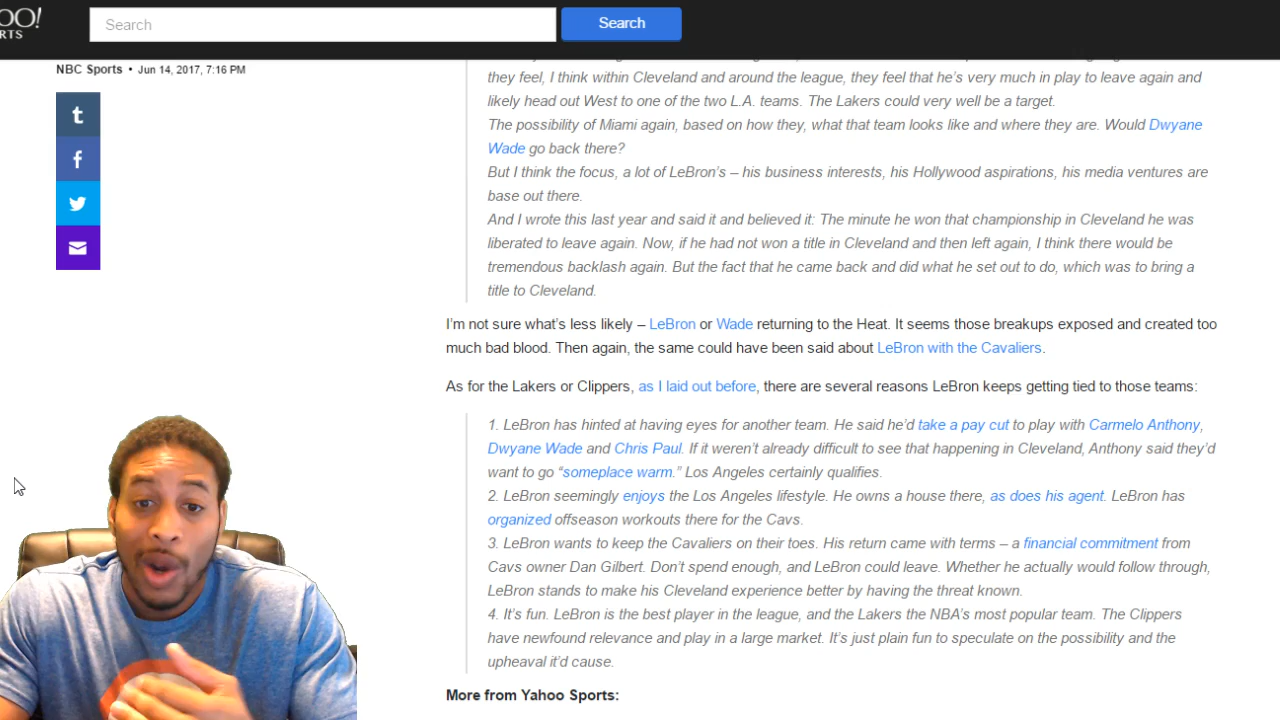 OO!
RTS
Search
Search
NBC Sports • Jun 14, 2017, 7:16 PM
they feel, I think within Cleveland and around the league, they feel that he's very much in play to leave again and
likely head out West to one of the two L.A. teams. The Lakers could very well be a target.
The possibility of Miami again, based on how they, what that team looks like and where they are. Would Dwyane
Wade go back there?
But I think the focus, a lot of LeBron's – his business interests, his Hollywood aspirations, his media ventures are
base out there.
And I wrote this last year and said it and believed it: The minute he won that championship in Cleveland he was
liberated to leave again. Now, if he had not won a title in Cleveland and then left again, I think there would be
tremendous backlash again. But the fact that he came back and did what he set out to do, which was to bring a
title to Cleveland.
I'm not sure what's less likely – LeBron or Wade returning to the Heat. It seems those breakups exposed and created too
much bad blood. Then again, the same could have been said about LeBron with the Cavaliers.
As for the Lakers or Clippers, as I laid out before, there are several reasons LeBron keeps getting tied to those teams:
1. LeBron has hinted at having eyes for another team. He said he'd take a pay cut to play with Carmelo Anthony,
Dwyane Wade and Chris Paul. If it weren't already difficult to see that happening in Cleveland, Anthony said they'd
want to go “someplace warm.” Los Angeles certainly qualifies.
2. LeBron seemingly enjoys the Los Angeles lifestyle. He owns a house there, as does his agent. LeBron has
organized offseason workouts there for the Cavs.
3. LeBron wants to keep the Cavaliers on their toes. His return came with terms – a financial commitment from
Cavs owner Dan Gilbert. Don't spend enough, and LeBron could leave. Whether he actually would follow through,
LeBron stands to make his Cleveland experience better by having the threat known.
4. It's fun. LeBron is the best player in the league, and the Lakers the NBA's most popular team. The Clippers
have newfound relevance and play in a large market. It's just plain fun to speculate on the possibility and the
upheaval it'd cause.
More from Yahoo Sports: